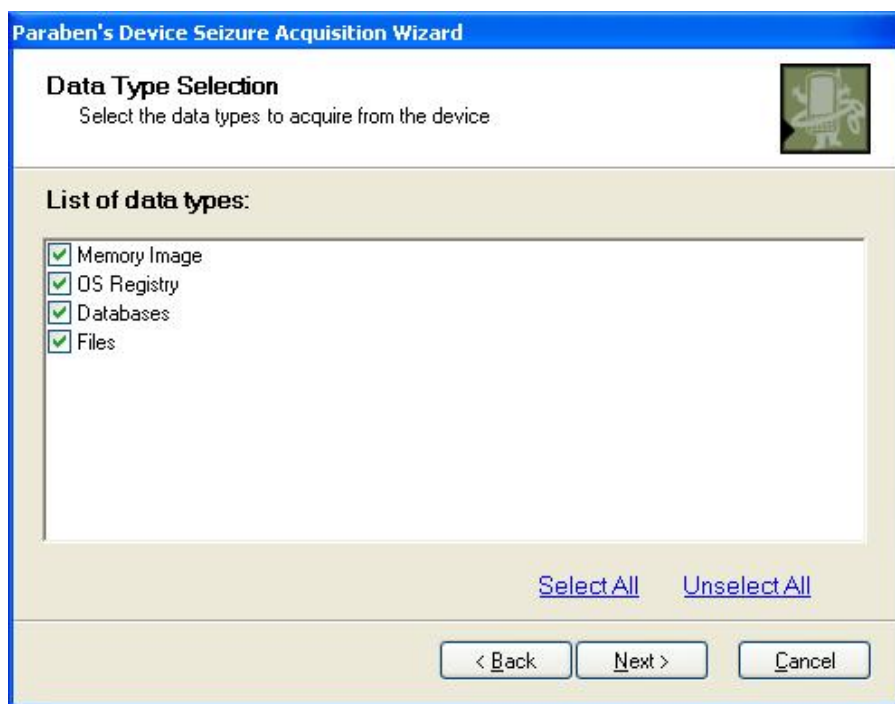 Paraben's Device Seizure Acquisition Wizard
Data Type Selection
Select the data types to acquire from the device
List of data types:
Memory Image
OS Registry
Databases
Files
Select All Unselect All
< Back Next > Cancel